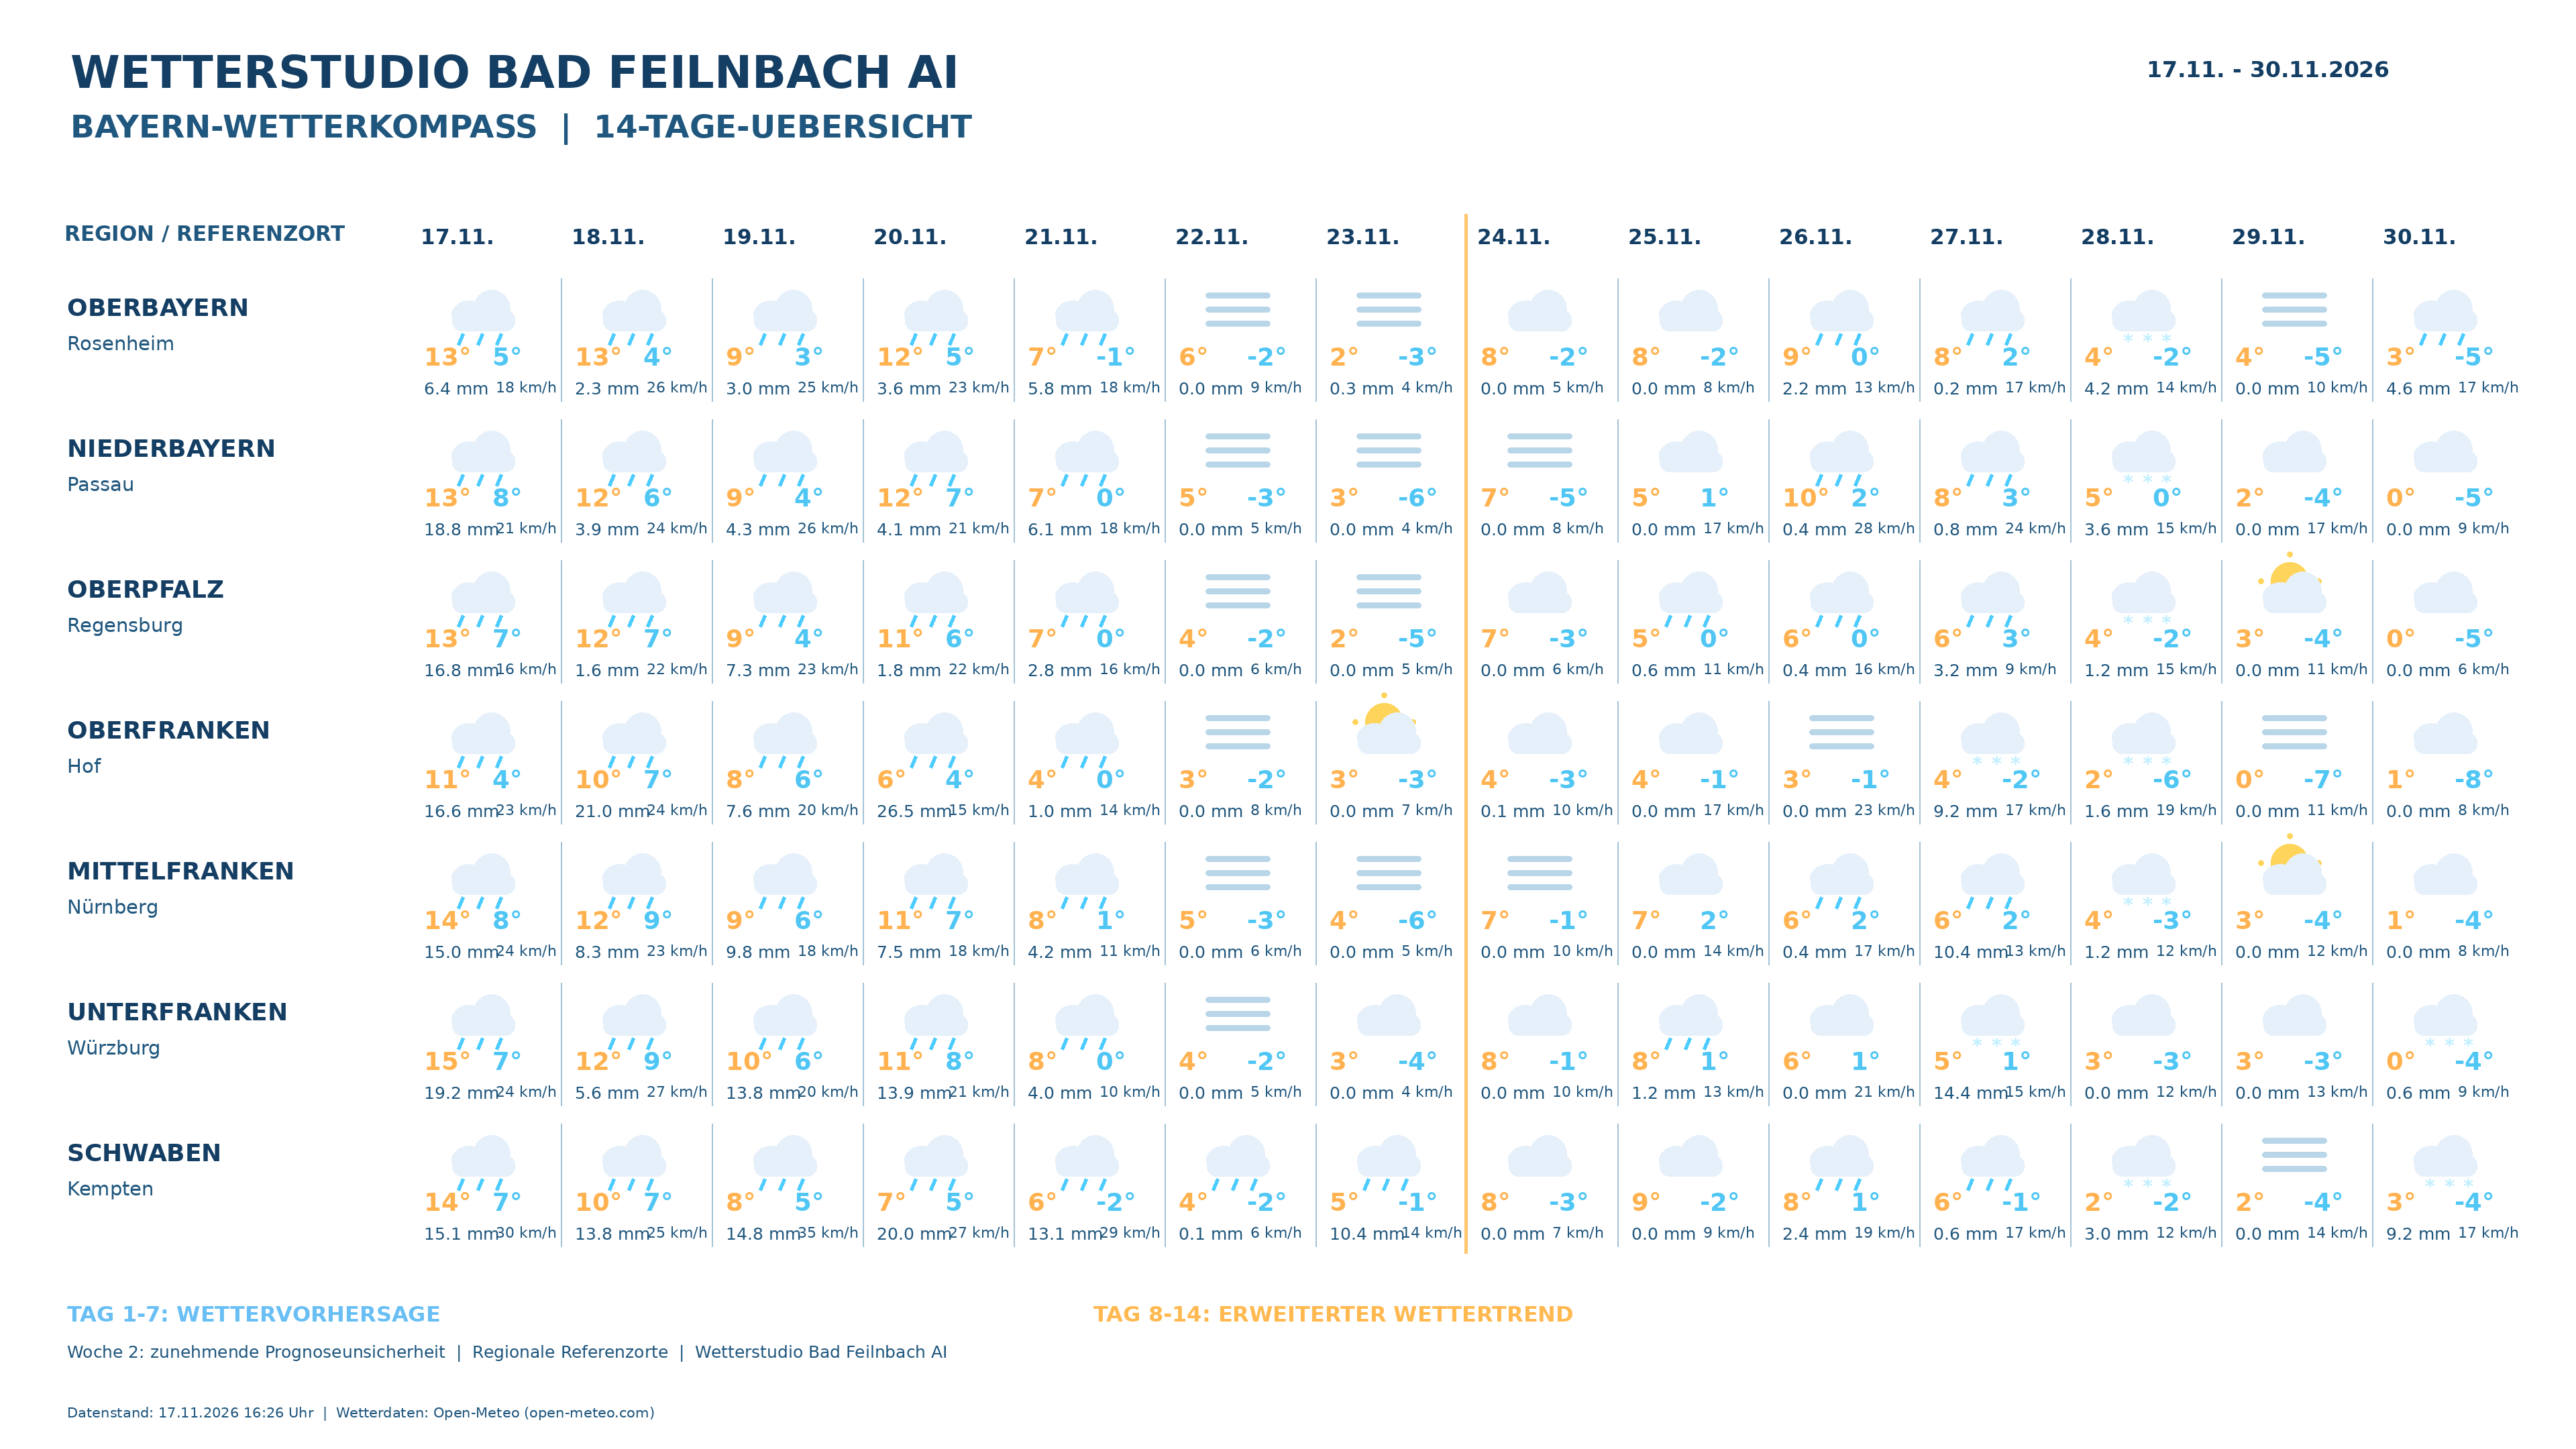 WETTERSTUDIO BAD FEILNBACH AI
17.11. - 30.11.2026
BAYERN-WETTERKOMPASS | 14-TAGE-UEBERSICHT
REGION / REFERENZORT 17.11. 18.11. 19.11. 20.11. 21.11. 22.11. 23.11. 24.11. 25.11. 26.11. 27.11. 28.11. 29.11. 30.11.
OBERBAYERN
Rosenheim
13° 5° 13° 4° 9° 3° 12° 5° 7° -1° 6° -2° 2° -3° 8° -2° 8° -2° 9° 0° 8° 2° 4° -2° 4° -5° 3° -5°
6.4 mm 18 km/h 2.3 mm 26 km/h 3.0 mm 25 km/h 3.6 mm 23 km/h 5.8 mm 18 km/h 0.0 mm 9 km/h 0.3 mm 4 km/h 0.0 mm 5 km/h 0.0 mm 8 km/h 2.2 mm 13 km/h 0.2 mm 17 km/h 4.2 mm 14 km/h 0.0 mm 10 km/h 4.6 mm 17 km/h
NIEDERBAYERN
Passau
13° 8° 12° 6° 9° 4° 12° 7° 7° 0° 5° -3° 3° -6° 7° -5° 5° 1° 10° 2° 8° 3° 5° 0° 2° -4° 0° -5°
18.8 mm 21 km/h 3.9 mm 24 km/h 4.3 mm 26 km/h 4.1 mm 21 km/h 6.1 mm 18 km/h 0.0 mm 5 km/h 0.0 mm 4 km/h 0.0 mm 8 km/h 0.0 mm 17 km/h 0.4 mm 28 km/h 0.8 mm 24 km/h 3.6 mm 15 km/h 0.0 mm 17 km/h 0.0 mm 9 km/h
OBERPFALZ
Regensburg
13° 7° 12° 7° 9° 4° 11° 6° 7° 0° 4° -2° 2° -5° 7° -3° 5° 0° 6° 0° 6° 3° 4° -2° 3° -4° 0° -5°
16.8 mm 16 km/h 1.6 mm 22 km/h 7.3 mm 23 km/h 1.8 mm 22 km/h 2.8 mm 16 km/h 0.0 mm 6 km/h 0.0 mm 5 km/h 0.0 mm 6 km/h 0.6 mm 11 km/h 0.4 mm 16 km/h 3.2 mm 9 km/h 1.2 mm 15 km/h 0.0 mm 11 km/h 0.0 mm 6 km/h
OBERFRANKEN
Hof
11° 4° 10° 7° 8° 6° 6° 4° 4° 0° 3° -2° 3° -3° 4° -3° 4° -1° 3° -1° 4° -2° 2° -6° 0° -7° 1° -8°
16.6 mm 23 km/h 21.0 mm 24 km/h 7.6 mm 20 km/h 26.5 mm 15 km/h 1.0 mm 14 km/h 0.0 mm 8 km/h 0.0 mm 7 km/h 0.1 mm 10 km/h 0.0 mm 17 km/h 0.0 mm 23 km/h 9.2 mm 17 km/h 1.6 mm 19 km/h 0.0 mm 11 km/h 0.0 mm 8 km/h
MITTELFRANKEN
Nürnberg
14° 8° 12° 9° 9° 6° 11° 7° 8° 1° 5° -3° 4° -6° 7° -1° 7° 2° 6° 2° 6° 2° 4° -3° 3° -4° 1° -4°
15.0 mm 24 km/h 8.3 mm 23 km/h 9.8 mm 18 km/h 7.5 mm 18 km/h 4.2 mm 11 km/h 0.0 mm 6 km/h 0.0 mm 5 km/h 0.0 mm 10 km/h 0.0 mm 14 km/h 0.4 mm 17 km/h 10.4 mm 13 km/h 1.2 mm 12 km/h 0.0 mm 12 km/h 0.0 mm 8 km/h
UNTERFRANKEN
Würzburg
15° 7° 12° 9° 10° 6° 11° 8° 8° 0° 4° -2° 3° -4° 8° -1° 8° 1° 6° 1° 5° 1° 3° -3° 3° -3° 0° -4°
19.2 mm 24 km/h 5.6 mm 27 km/h 13.8 mm 20 km/h 13.9 mm 21 km/h 4.0 mm 10 km/h 0.0 mm 5 km/h 0.0 mm 4 km/h 0.0 mm 10 km/h 1.2 mm 13 km/h 0.0 mm 21 km/h 14.4 mm 15 km/h 0.0 mm 12 km/h 0.0 mm 13 km/h 0.6 mm 9 km/h
SCHWABEN
Kempten
14° 7° 10° 7° 8° 5° 7° 5° 6° -2° 4° -2° 5° -1° 8° -3° 9° -2° 8° 1° 6° -1° 2° -2° 2° -4° 3° -4°
15.1 mm 30 km/h 13.8 mm 25 km/h 14.8 mm 35 km/h 20.0 mm 27 km/h 13.1 mm 29 km/h 0.1 mm 6 km/h 10.4 mm 14 km/h 0.0 mm 7 km/h 0.0 mm 9 km/h 2.4 mm 19 km/h 0.6 mm 17 km/h 3.0 mm 12 km/h 0.0 mm 14 km/h 9.2 mm 17 km/h
TAG 1-7: WETTERVORHERSAGE TAG 8-14: ERWEITERTER WETTERTREND
Woche 2: zunehmende Prognoseunsicherheit | Regionale Referenzorte | Wetterstudio Bad Feilnbach AI
Datenstand: 17.11.2026 16:26 Uhr | Wetterdaten: Open-Meteo (open-meteo.com)